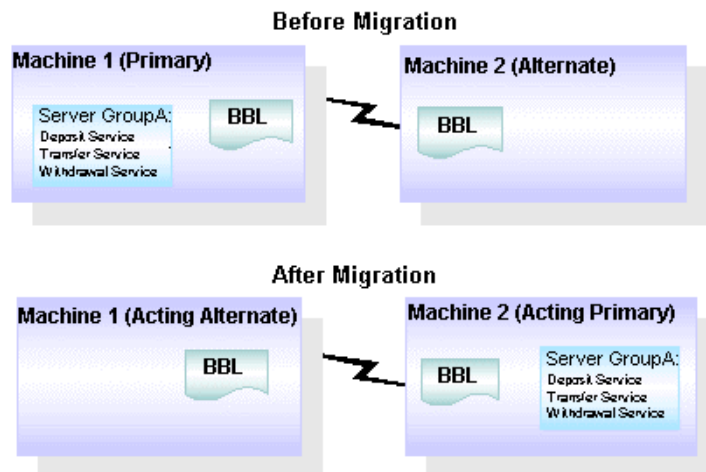 Before Migration
Machine 1 (Primary)
Server GroupA:
Deposit Service
Transfer Service
Withdrawal Service
BBL
Machine 2 (Alternate)
BBL
After Migration
Machine 1 (Acting Alternate)
BBL
Machine 2 (Acting Primary)
BBL
Server GroupA:
Deposit Service
Transfer Service
Withdrawal Service